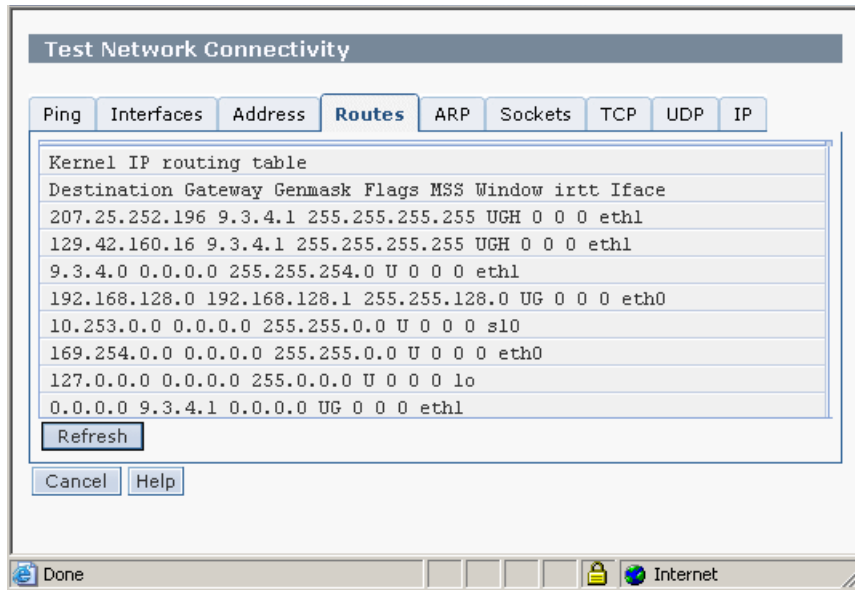 Test Network Connectivity
Ping Interfaces Address Routes ARP Sockets TCP UDP IP
Kernel IP routing table
Destination Gateway Genmask Flags MSS Window irtt Iface
207.25.252.196 9.3.4.1 255.255.255.255 UGH 0 0 0 eth1
129.42.160.16 9.3.4.1 255.255.255.255 UGH 0 0 0 eth1
9.3.4.0 0.0.0.0 255.255.254.0 U 0 0 0 eth1
192.168.128.0 192.168.128.1 255.255.128.0 UG 0 0 0 eth0
10.253.0.0 0.0.0.0 255.255.0.0 U 0 0 0 sl0
169.254.0.0 0.0.0.0 255.255.0.0 U 0 0 0 eth0
127.0.0.0 0.0.0.0 255.0.0.0 U 0 0 0 lo
0.0.0.0 9.3.4.1 0.0.0.0 UG 0 0 0 eth1
Refresh
Cancel Help
Done Internet